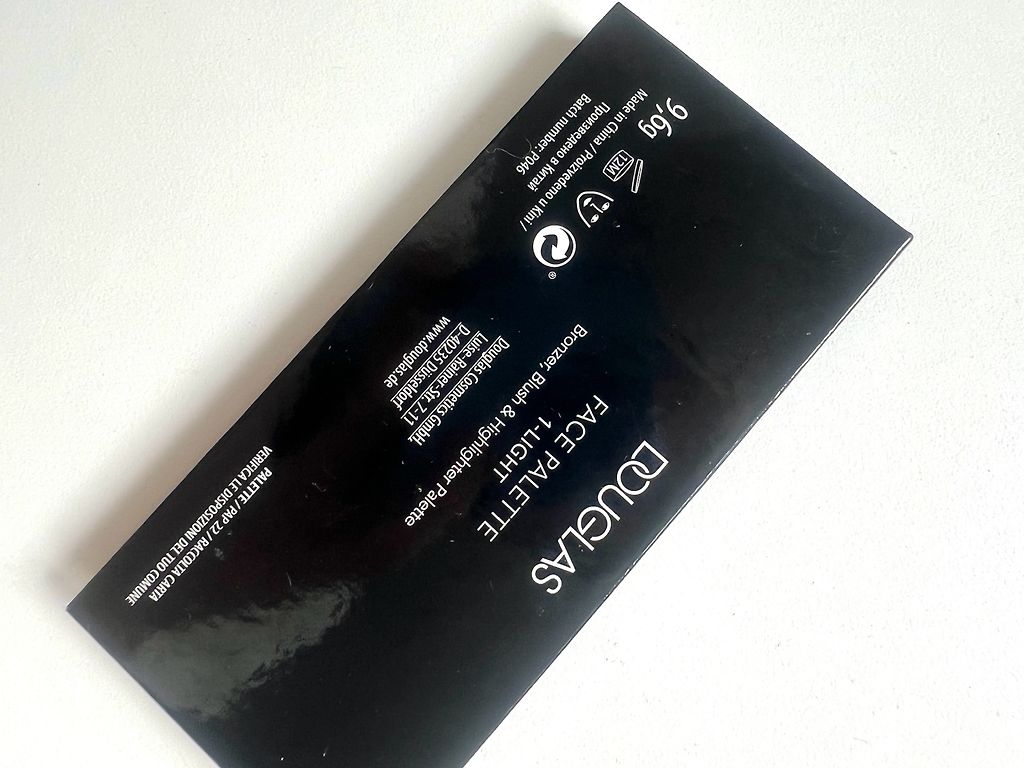 DOUGLAS
FACE PALETTE
1-LIGHT
Bronzer, Blush & Highlighter Palette
Douglas Cosmetics GmbH,
Luise-Rainer-Str. 7-11
D-40235 Düsseldorf
www.douglas.de
9,6g
12M
Made in China / Proizvedeno u Kini /
Произведено в Китай
Batch number: P046
®
PALETTE / PAP 22 / RACCOLTA CARTA
VERIFICA LE DISPOSIZIONI DEL TUO COMUNE